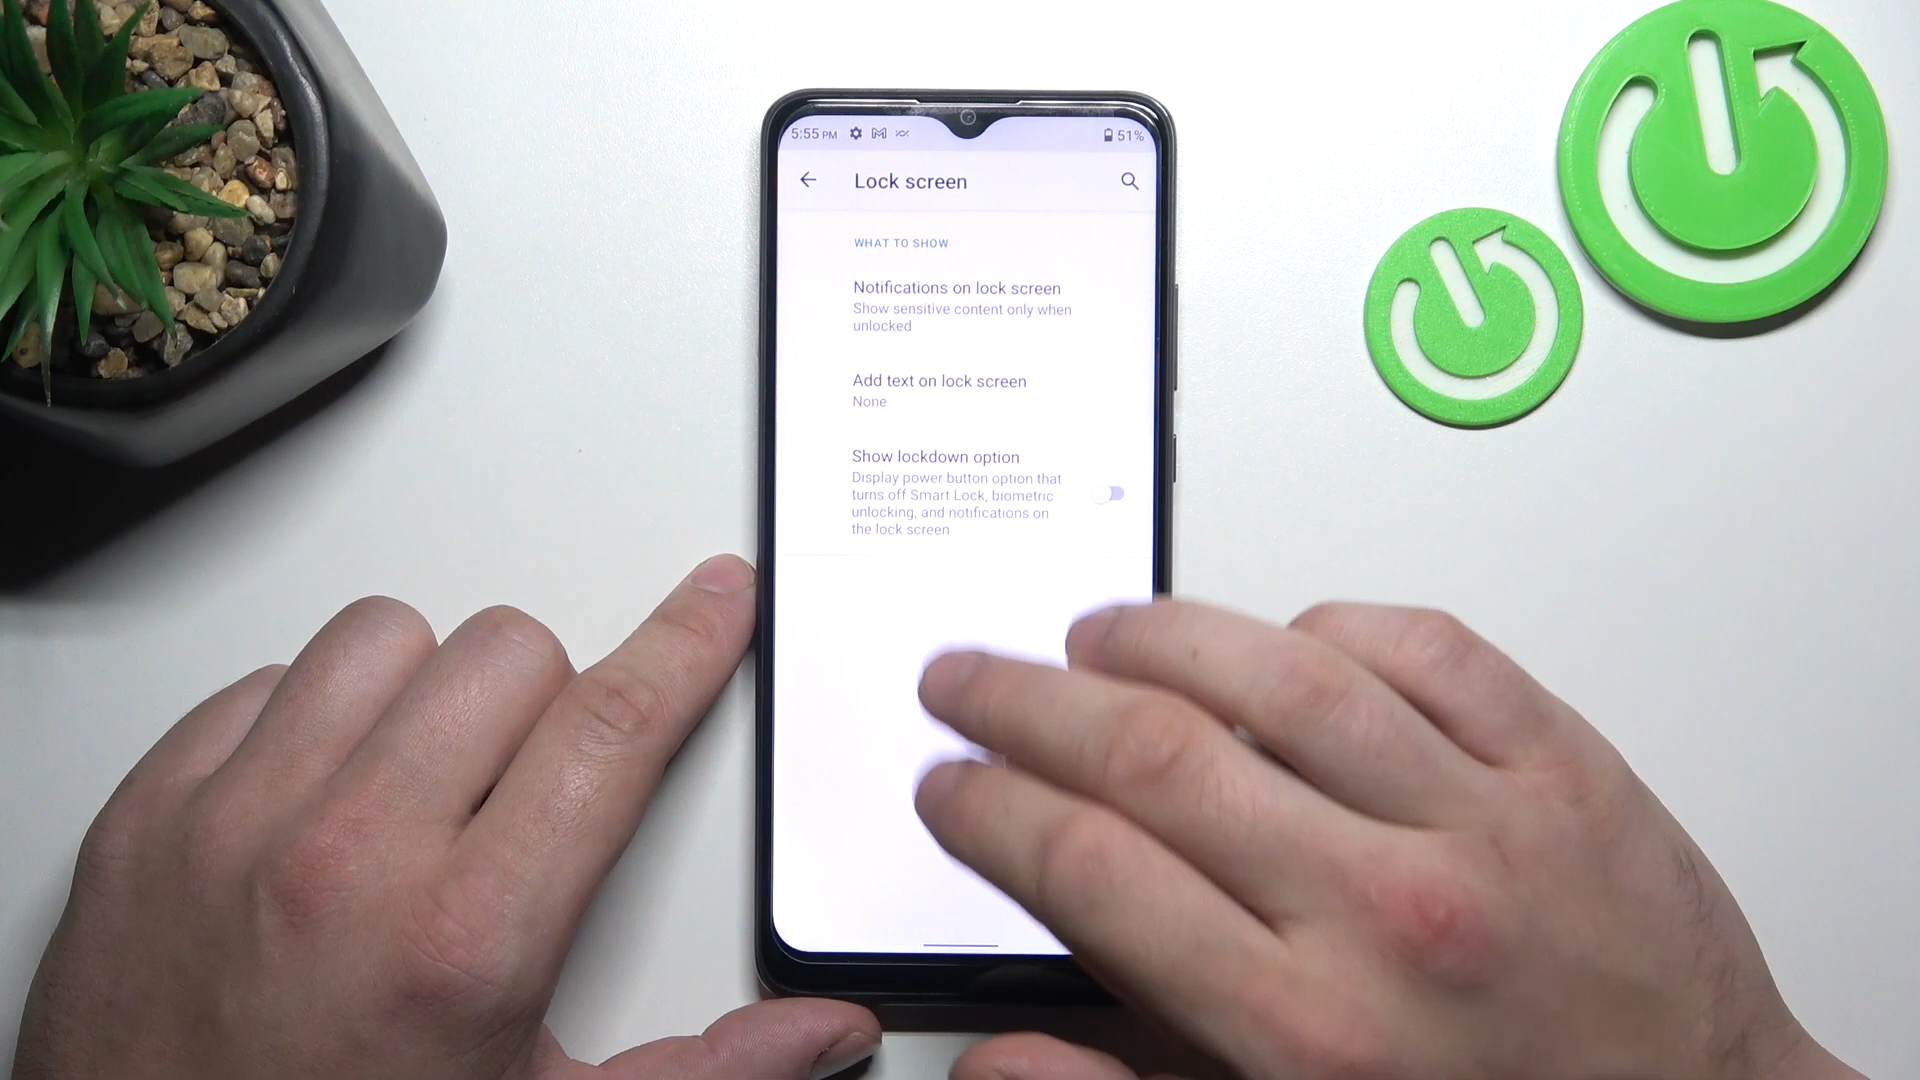 5:55 PM 51%
Lock screen
WHAT TO SHOW
Notifications on lock screen
Show sensitive content only when
unlocked
Add text on lock screen
None
Show lockdown option
Display power button option that
turns off Smart Lock, biometric
unlocking, and notifications on
the lock screen